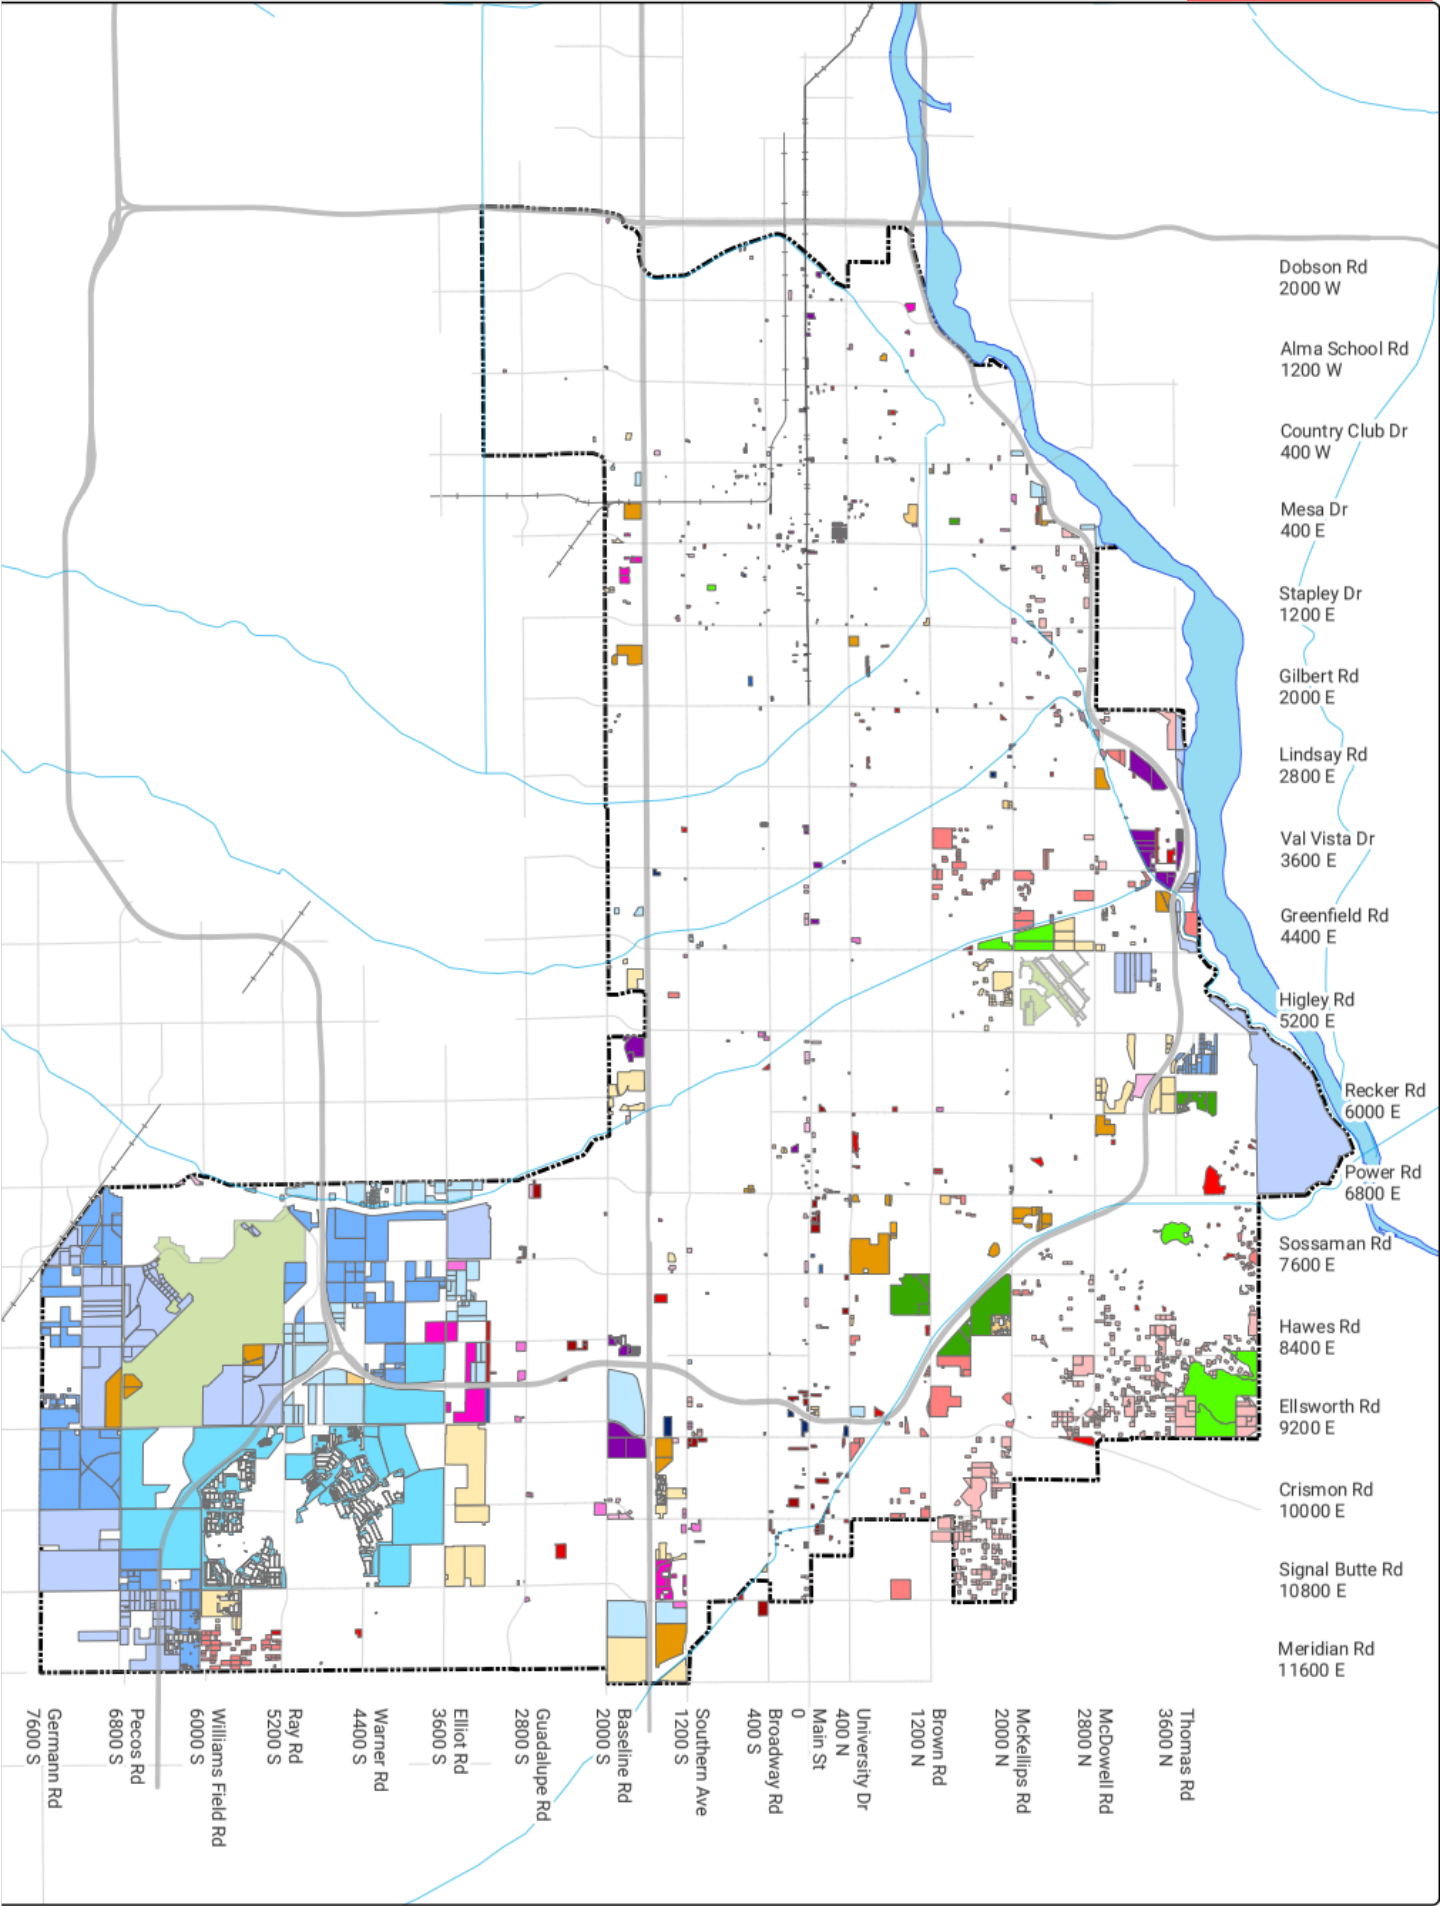 Dobson Rd
2000 W
Alma School Rd
1200 W
Country Club Dr
400 W
Mesa Dr
400 E
Stapley Dr
1200 E
Gilbert Rd
2000 E
Lindsay Rd
2800 E
Val Vista Dr
3600 E
Greenfield Rd
4400 E
Higley Rd
5200 E
Recker Rd
6000 E
Power Rd
6800 E
Sossaman Rd
7600 E
Hawes Rd
8400 E
Ellsworth Rd
9200 E
Crismon Rd
10000 E
Signal Butte Rd
10800 E
Meridian Rd
11600 E
Thomas Rd
3600 N
McDowell Rd
2800 N
McKellips Rd
2000 N
Brown Rd
1200 N
University Dr
400 N
Main St
0
Broadway Rd
400 S
Southern Ave
1200 S
Baseline Rd
2000 S
Guadalupe Rd
2800 S
Elliot Rd
3600 S
Warner Rd
4400 S
Ray Rd
5200 S
Williams Field Rd
6000 S
Pecos Rd
6800 S
Germann Rd
7600 S